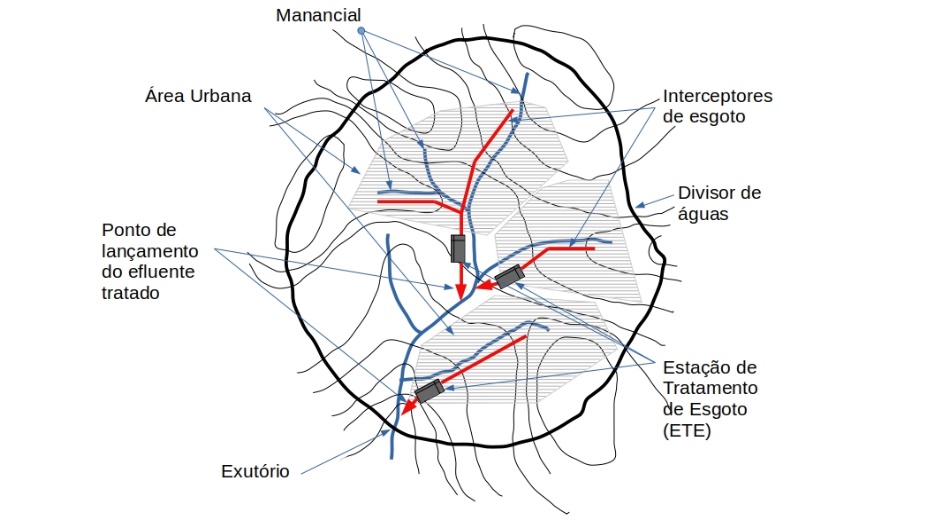 Manancial
Área Urbana
Interceptores
de esgoto
Divisor de
águas
Ponto de
lançamento
do efluente
tratado
Estação de
Tratamento
de Esgoto
(ETE)
Exutório